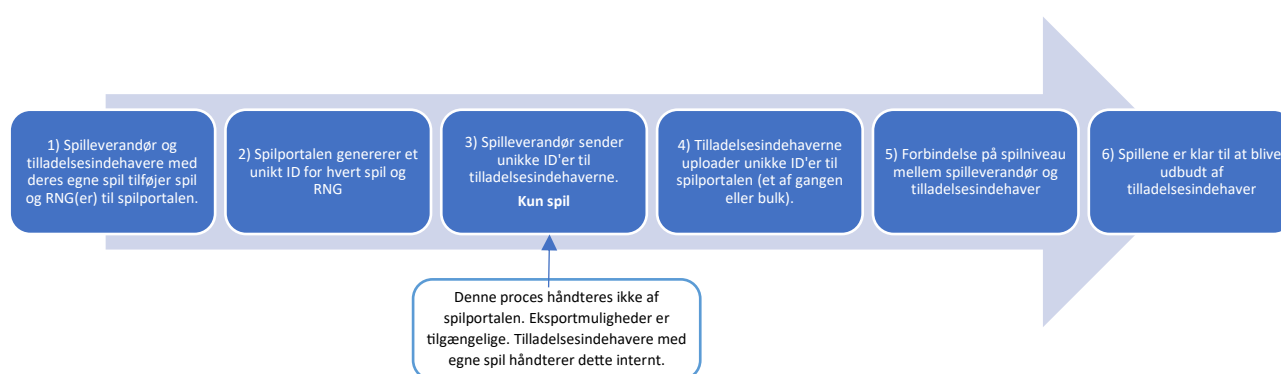 1) Spilleverandør og
tilladelsesindehavere med
deres egne spil tilføjer spil
og RNG(er) til spilportalen.
2) Spilportalen genererer et
unikt ID for hvert spil og
RNG
3) Spilleverandør sender
unikke ID'er til
tilladelsesindehaverne.
Kun spil
4) Tilladelsesindehaverne
uploader unikke ID'er til
spilportalen (et af gangen
eller bulk).
5) Forbindelse på spilniveau
mellem spilleverandør og
tilladelsesindehaver
6) Spillene er klar til at blive
udbudt af
tilladelsesindehaver
Denne proces håndteres ikke af
spilportalen. Eksportmuligheder er
tilgængelige. Tilladelsesindehavere med
egne spil håndterer dette internt.